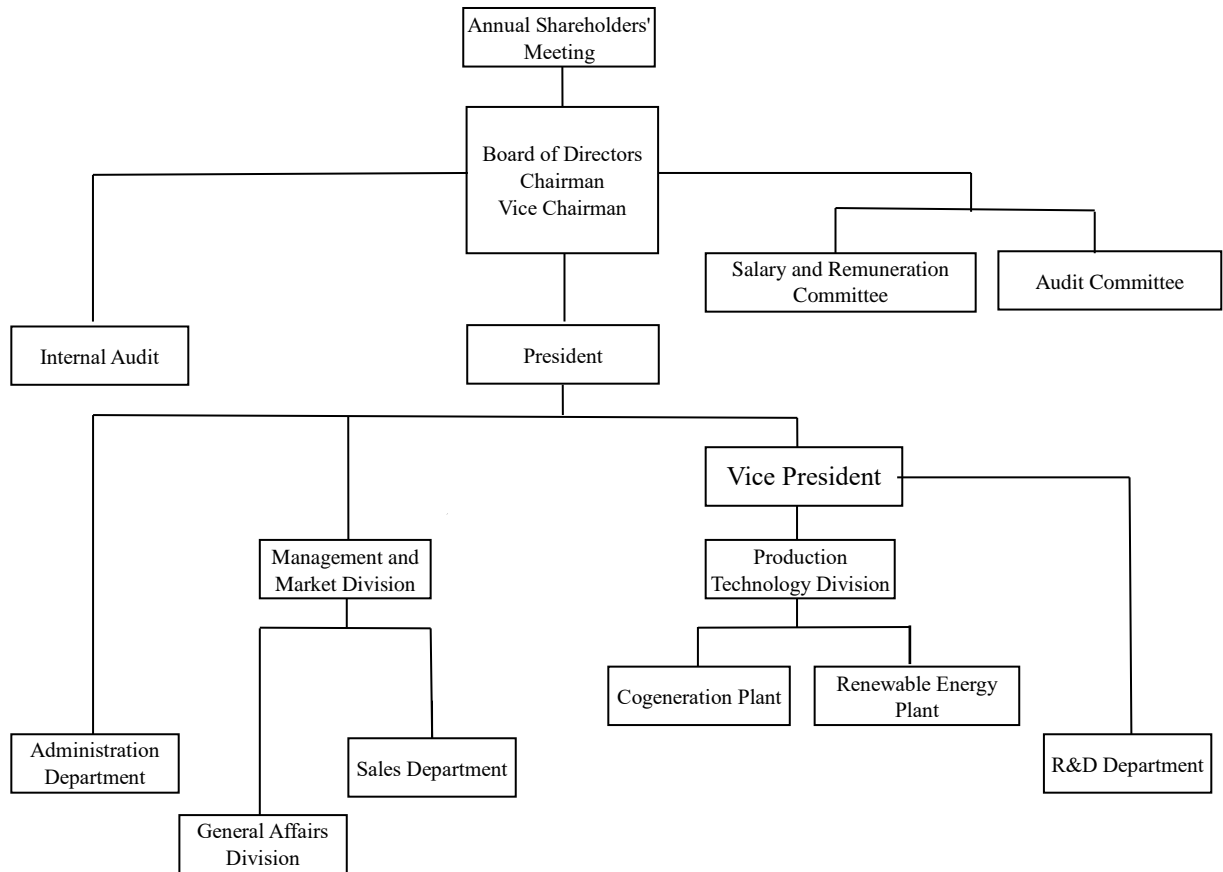 Annual Shareholders'
Meeting
Board of Directors
Chairman
Vice Chairman
Salary and Remuneration
Committee
Audit Committee
Internal Audit
President
Vice President
Management and
Market Division
Production
Technology Division
Cogeneration Plant
Renewable Energy
Plant
Administration
Department
Sales Department
R&D Department
General Affairs
Division